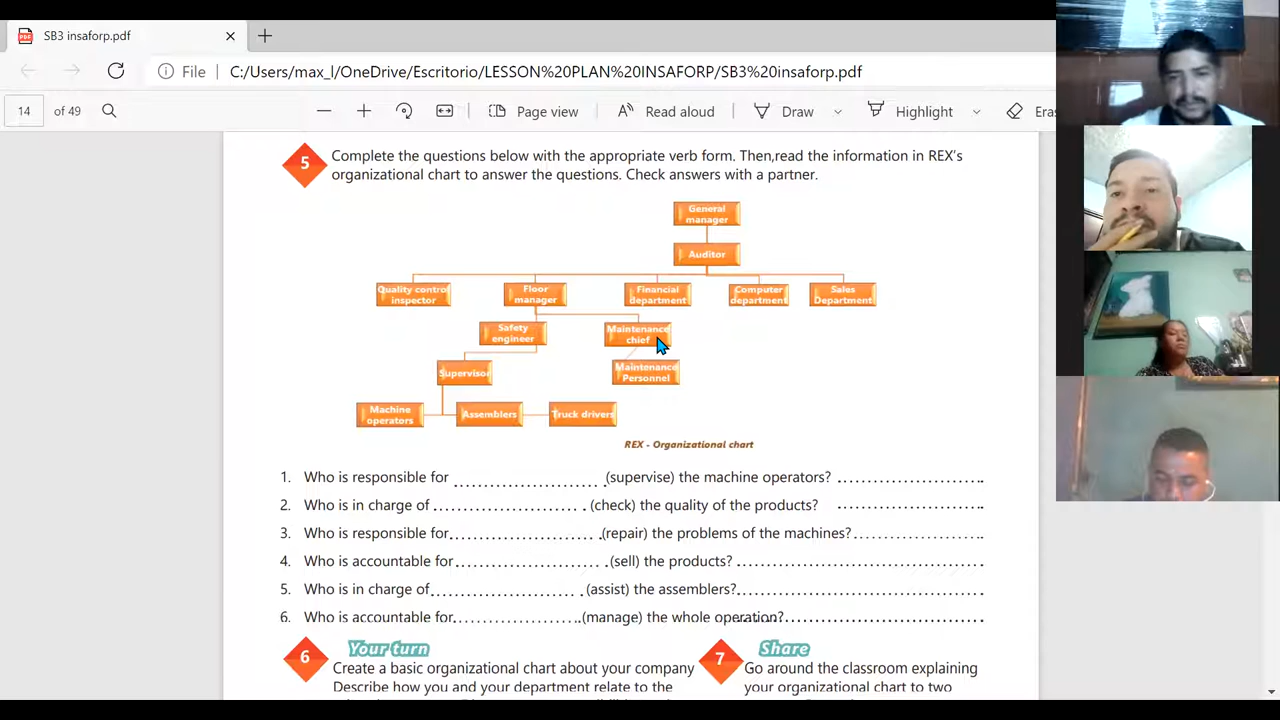 SB3 insaforp.pdf
File C:/Users/max_l/OneDrive/Escritorio/LESSON%20PLAN%20INSAFORP/SB3%20insaforp.pdf
14 of 49 Page view Read aloud Draw Highlight Era
5 Complete the questions below with the appropriate verb form. Then,read the information in REX's
organizational chart to answer the questions. Check answers with a partner.
General
manager
Auditor
Quality control
inspector
Floor
manager
Financial
department
Computer
department
Sales
Department
Safety
engineer
Maintenance
chief
Supervisor
Maintenance
Personnel
Machine
operators
Assemblers
Truck drivers
REX - Organizational chart
1. Who is responsible for ........................ (supervise) the machine operators? ........................
2. Who is in charge of ........................ (check) the quality of the products? ........................
3. Who is responsible for........................ (repair) the problems of the machines?........................
4. Who is accountable for........................ (sell) the products? ........................
5. Who is in charge of........................ (assist) the assemblers?........................
6. Who is accountable for........................(manage) the whole operation?........................
6 Your turn
Create a basic organizational chart about your company
Describe how you and your department relate to the
7 Share
Go around the classroom explaining
your organizational chart to two